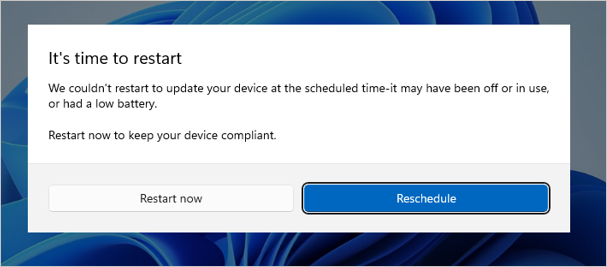 It's time to restart
We couldn't restart to update your device at the scheduled time-it may have been off or in use,
or had a low battery.
Restart now to keep your device compliant.
Restart now
Reschedule